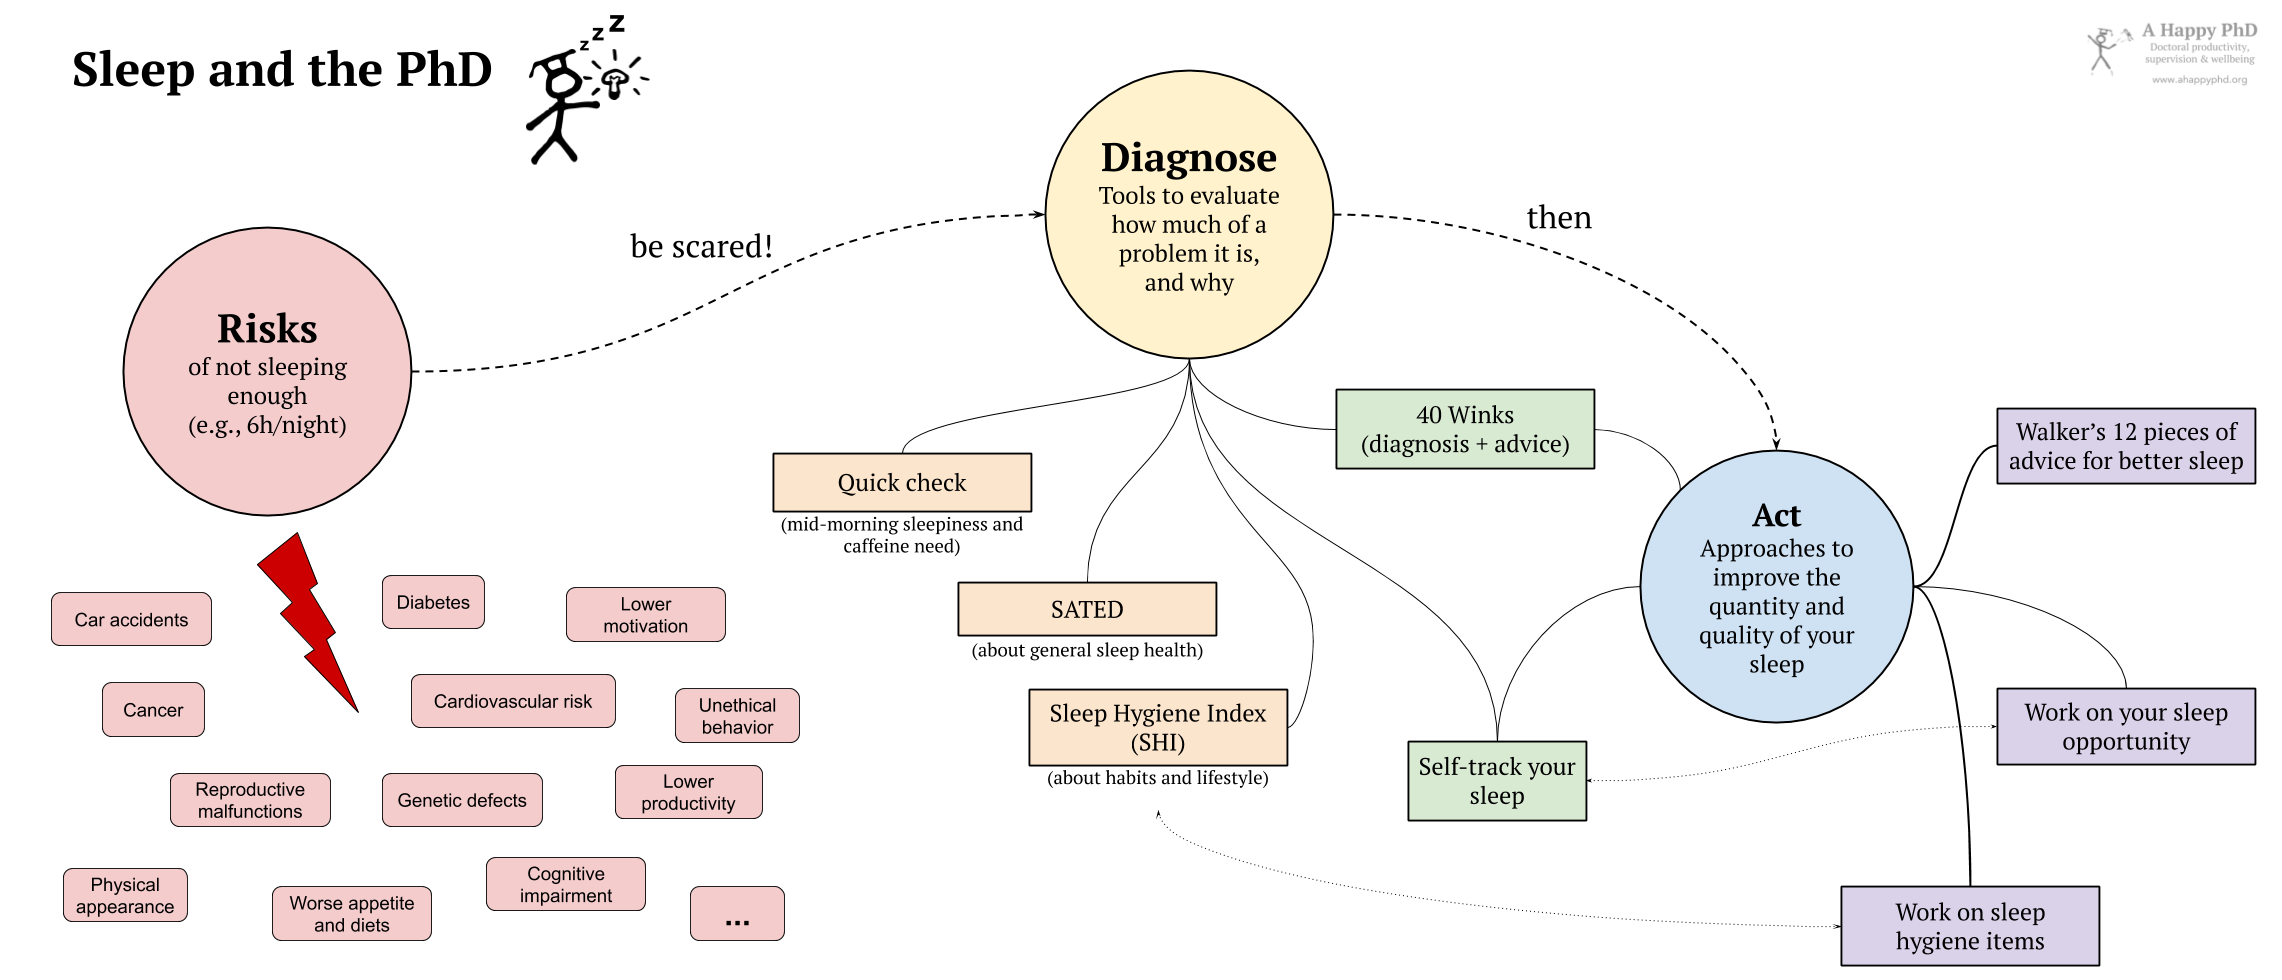 Sleep and the PhD
z z z
A Happy PhD
Doctoral productivity,
supervision & wellbeing
www.ahappyphd.org
Risks
of not sleeping
enough
(e.g., 6h/night)
be scared!
Diagnose
Tools to evaluate
how much of a
problem it is,
and why
then
Act
Approaches to
improve the
quantity and
quality of your
sleep
Car accidents
Diabetes
Lower
motivation
Cancer
Cardiovascular risk
Unethical
behavior
Reproductive
malfunctions
Genetic defects
Lower
productivity
Physical
appearance
Worse appetite
and diets
Cognitive
impairment
...
Quick check
(mid-morning sleepiness and
caffeine need)
SATED
(about general sleep health)
Sleep Hygiene Index
(SHI)
(about habits and lifestyle)
40 Winks
(diagnosis + advice)
Self-track your
sleep
Walker’s 12 pieces of
advice for better sleep
Work on your sleep
opportunity
Work on sleep
hygiene items